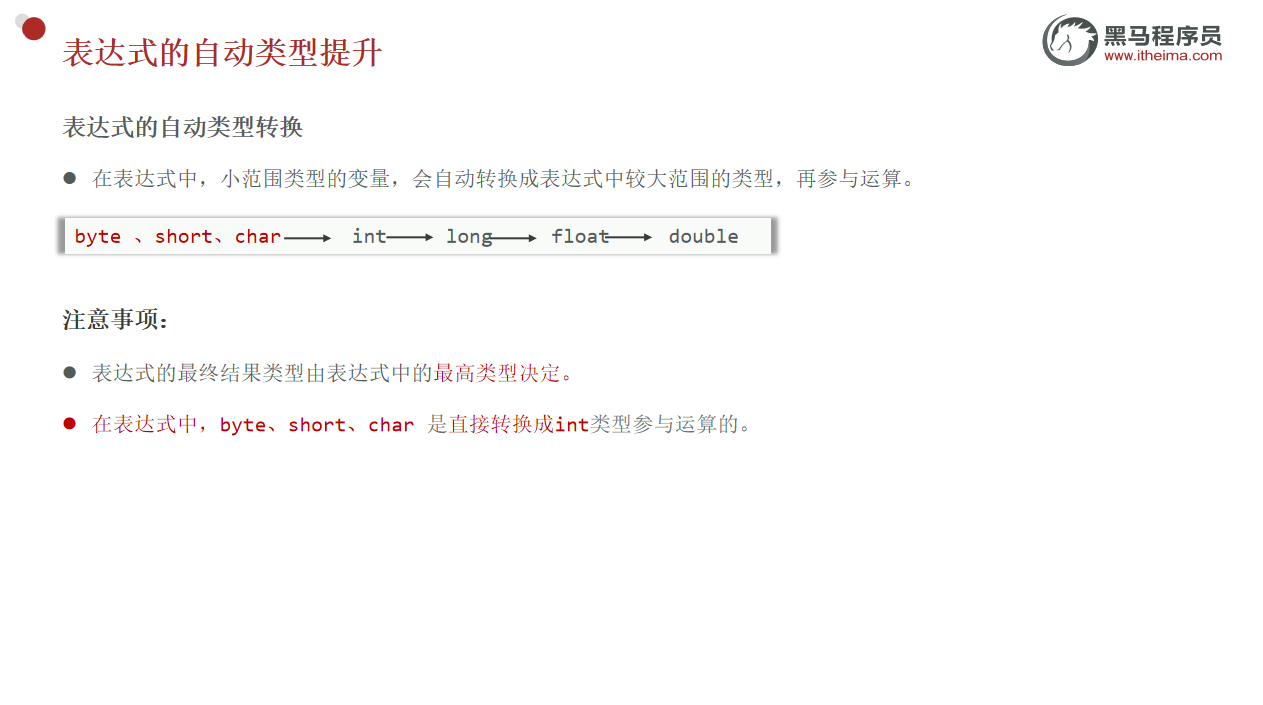 表达式的自动类型提升
黑马程序员
www.itheima.com
表达式的自动类型转换
在表达式中，小范围类型的变量，会自动转换成表达式中较大范围的类型，再参与运算。
byte 、short、char int long float double
注意事项：
表达式的最终结果类型由表达式中的最高类型决定。
在表达式中，byte、short、char 是直接转换成int类型参与运算的。